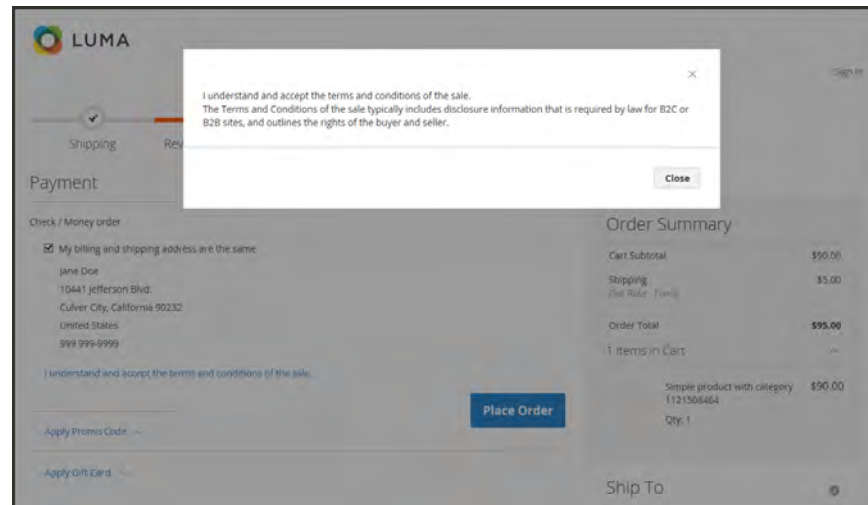 LUMA
Sign In
I understand and accept the terms and conditions of the sale.
The Terms and Conditions of the sale typically includes disclosure information that is required by law for B2C or
B2B sites, and outlines the rights of the buyer and seller.
Close
Shipping
Rev
Payment
Check / Money order
My billing and shipping address are the same
Jane Doe
10441 Jefferson Blvd.
Culver City, California 90232
United States
999 999-9999
I understand and accept the terms and conditions of the sale.
Place Order
Apply Promo Code
Apply Gift Card
Order Summary
Cart Subtotal $90.00
Shipping $5.00
Flat Rate - Fixed
Order Total $95.00
1 Items in Cart
Simple product with category $90.00
1121508464
Qty: 1
Ship To